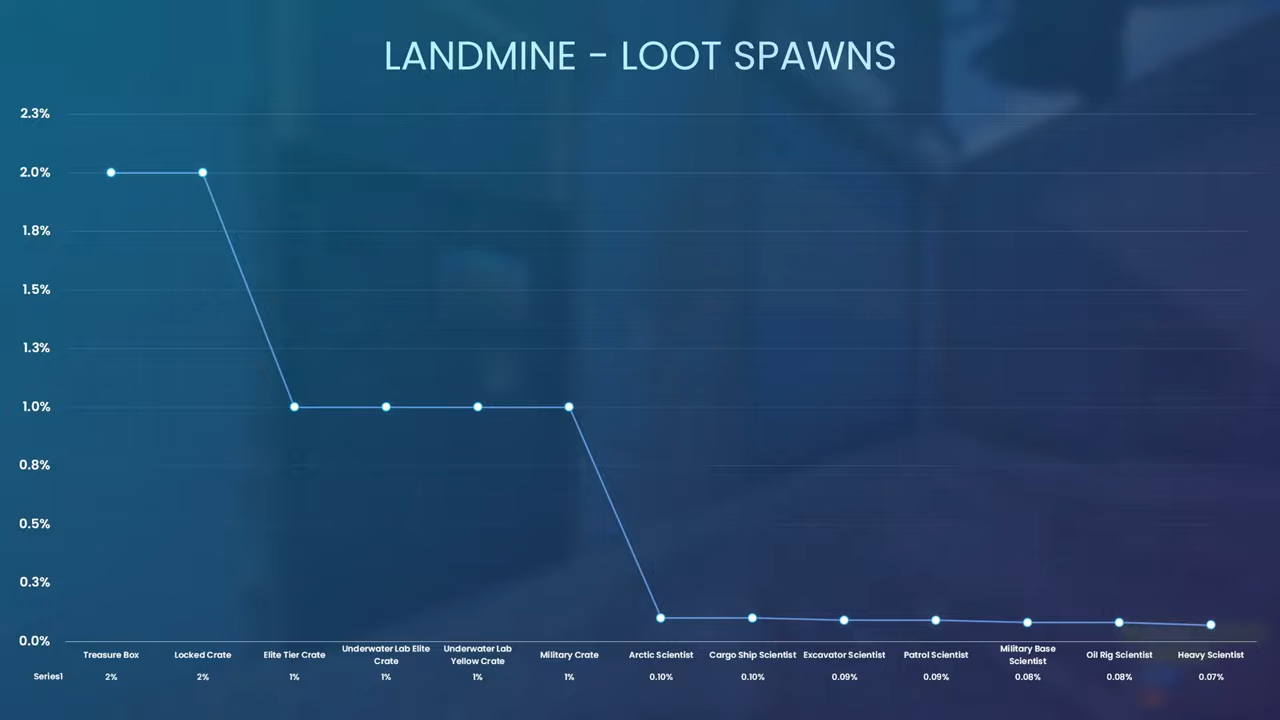 LANDMINE - LOOT SPAWNS
2.3%
2.0%
1.8%
1.5%
1.3%
1.0%
0.8%
0.5%
0.3%
0.0%
Treasure Box
Locked Crate
Elite Tier Crate
Underwater Lab Elite
Crate
Underwater Lab
Yellow Crate
Military Crate
Arctic Scientist
Cargo Ship Scientist
Excavator Scientist
Patrol Scientist
Military Base
Scientist
Oil Rig Scientist
Heavy Scientist
Series1 2% 2% 1% 1% 1% 1% 0.10% 0.10% 0.09% 0.09% 0.08% 0.08% 0.07%